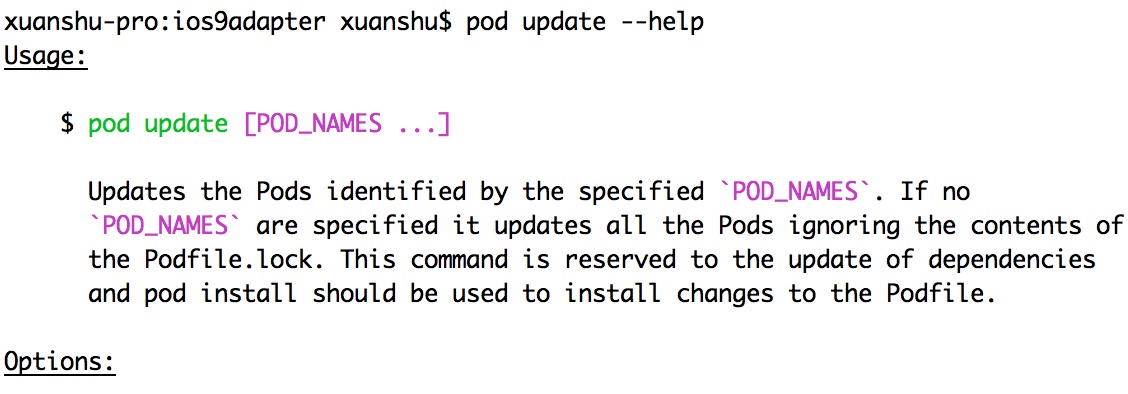 xuanshu-pro:ios9adapter xuanshu$ pod update --help
Usage:
$ pod update [POD_NAMES ...]
Updates the Pods identified by the specified `POD_NAMES`. If no
`POD_NAMES` are specified it updates all the Pods ignoring the contents of
the Podfile.lock. This command is reserved to the update of dependencies
and pod install should be used to install changes to the Podfile.
Options: